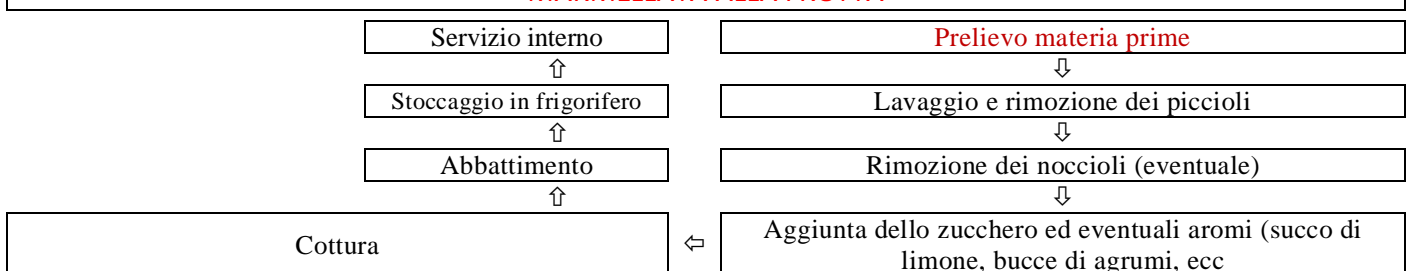 Servizio interno
Prelievo materia prime
⇧
⇩
Stoccaggio in frigorifero
Lavaggio e rimozione dei piccioli
⇧
⇩
Abbattimento
Rimozione dei noccioli (eventuale)
⇧
⇩
Cottura
⇦
Aggiunta dello zucchero ed eventuali aromi (succo di
limone, bucce di agrumi, ecc